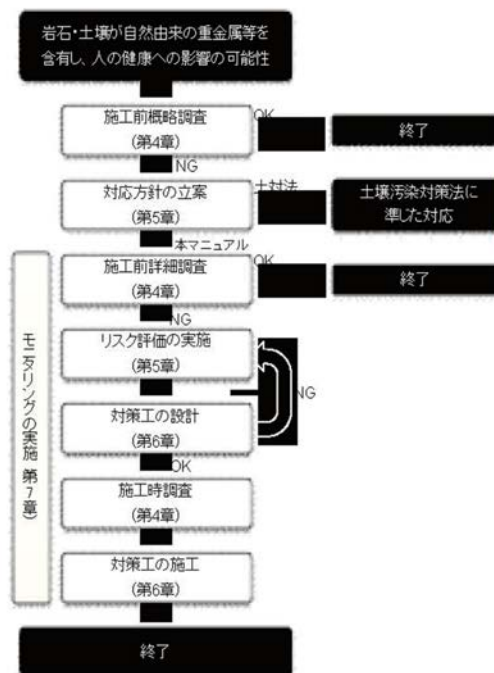 岩石・土壌が自然由来の重金属等を
含有し、人の健康への影響の可能性
施工前概略調査
(第4章)
OK
終了
NG
対応方針の立案
(第5章)
土対法
土壌汚染対策法に
準じた対応
本マニュアル
施工前詳細調査
(第4章)
OK
終了
NG
リスク評価の実施
(第5章)
NG
対策工の設計
(第6章)
OK
施工時調査
(第4章)
対策工の施工
(第6章)
終了
モニタリングの実施 第7章)